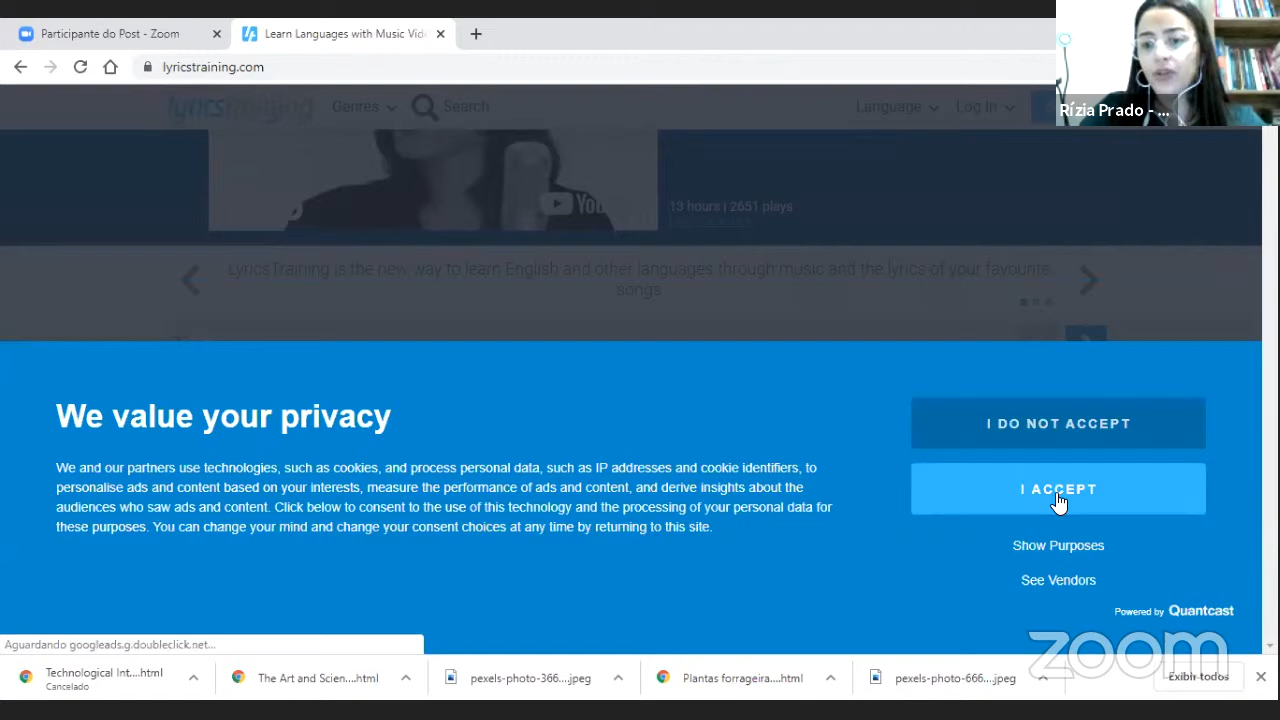 Participante do Post - Zoom
Learn Languages with Music Vid
lyricstraining.com
lyricstraining
Genres
Search
Language
Log In
Rízia Prado - ...
13 hours | 2651 plays
LyricsTraining is the new way to learn English and other languages through music and the lyrics of your favourite
songs
We value your privacy
We and our partners use technologies, such as cookies, and process personal data, such as IP addresses and cookie identifiers, to
personalise ads and content based on your interests, measure the performance of ads and content, and derive insights about the
audiences who saw ads and content. Click below to consent to the use of this technology and the processing of your personal data for
these purposes. You can change your mind and change your consent choices at any time by returning to this site.
I DO NOT ACCEPT
I ACCEPT
Show Purposes
See Vendors
Powered by Quantcast
Aguardando googleads.g.doubleclick.net...
zoom
Technological Int....html
Cancelado
The Art and Scien....html
pexels-photo-366....jpeg
Plantas forrageira....html
pexels-photo-666....jpeg
Exibir todos